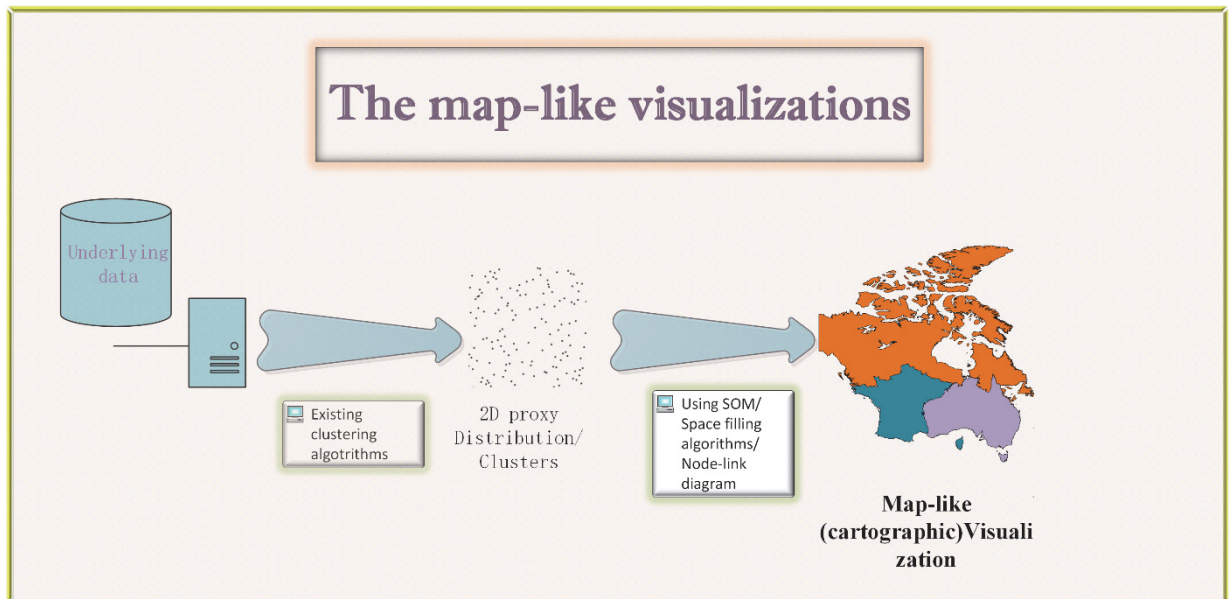 The map-like visualizations
Underlying
data
Existing
clustering
algotrithms
2D proxy
Distribution/
Clusters
Using SOM/
Space filling
algorithms/
Node-link
diagram
Map-like
(cartographic)Visuali
zation